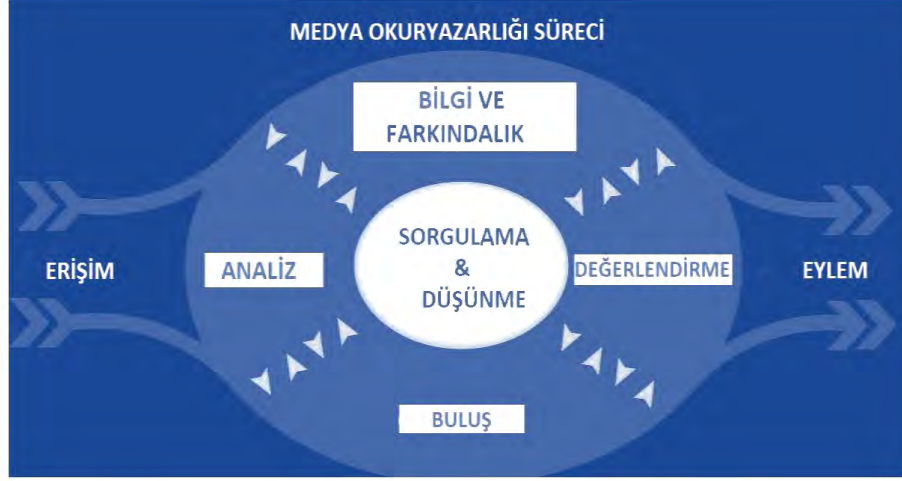 MEDYA OKURYAZARLIĞI SÜRECİ
BİLGİ VE
FARKINDALIK
SORGULAMA
&
DÜŞÜNME
ERİŞİM
ANALİZ
DEĞERLENDİRME
EYLEM
BULUŞ